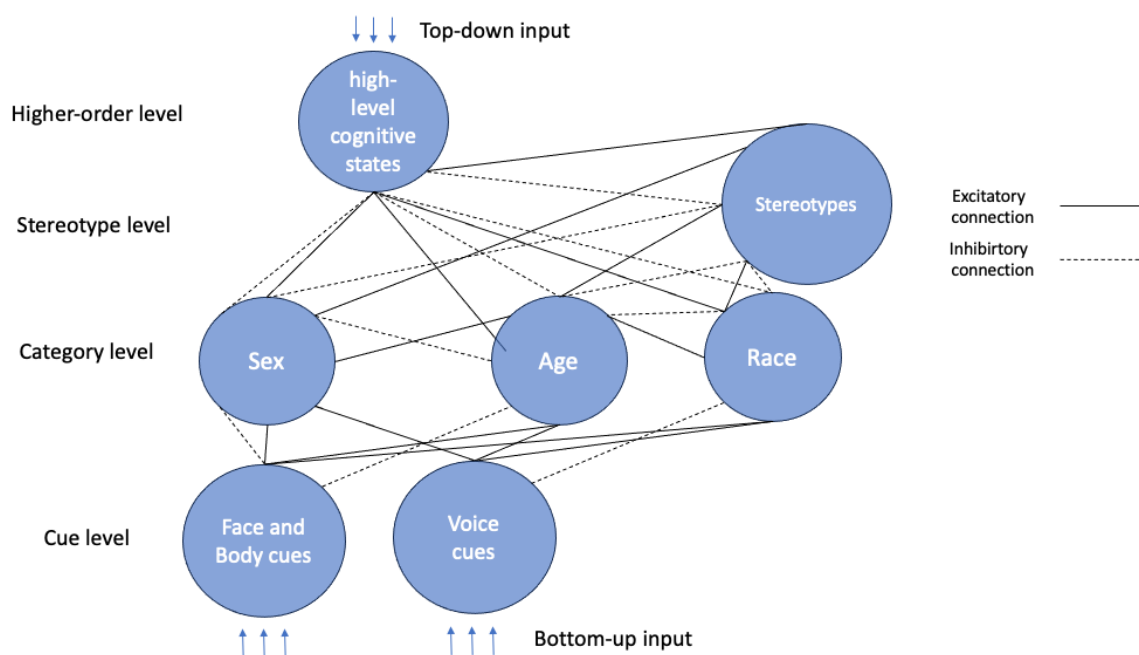 Top-down input
Higher-order level
high-
level
cognitive
states
Stereotype level
Stereotypes
Excitatory
connection
Inhibirtory
connection
Category level
Sex
Age
Race
Cue level
Face and
Body cues
Voice
cues
Bottom-up input